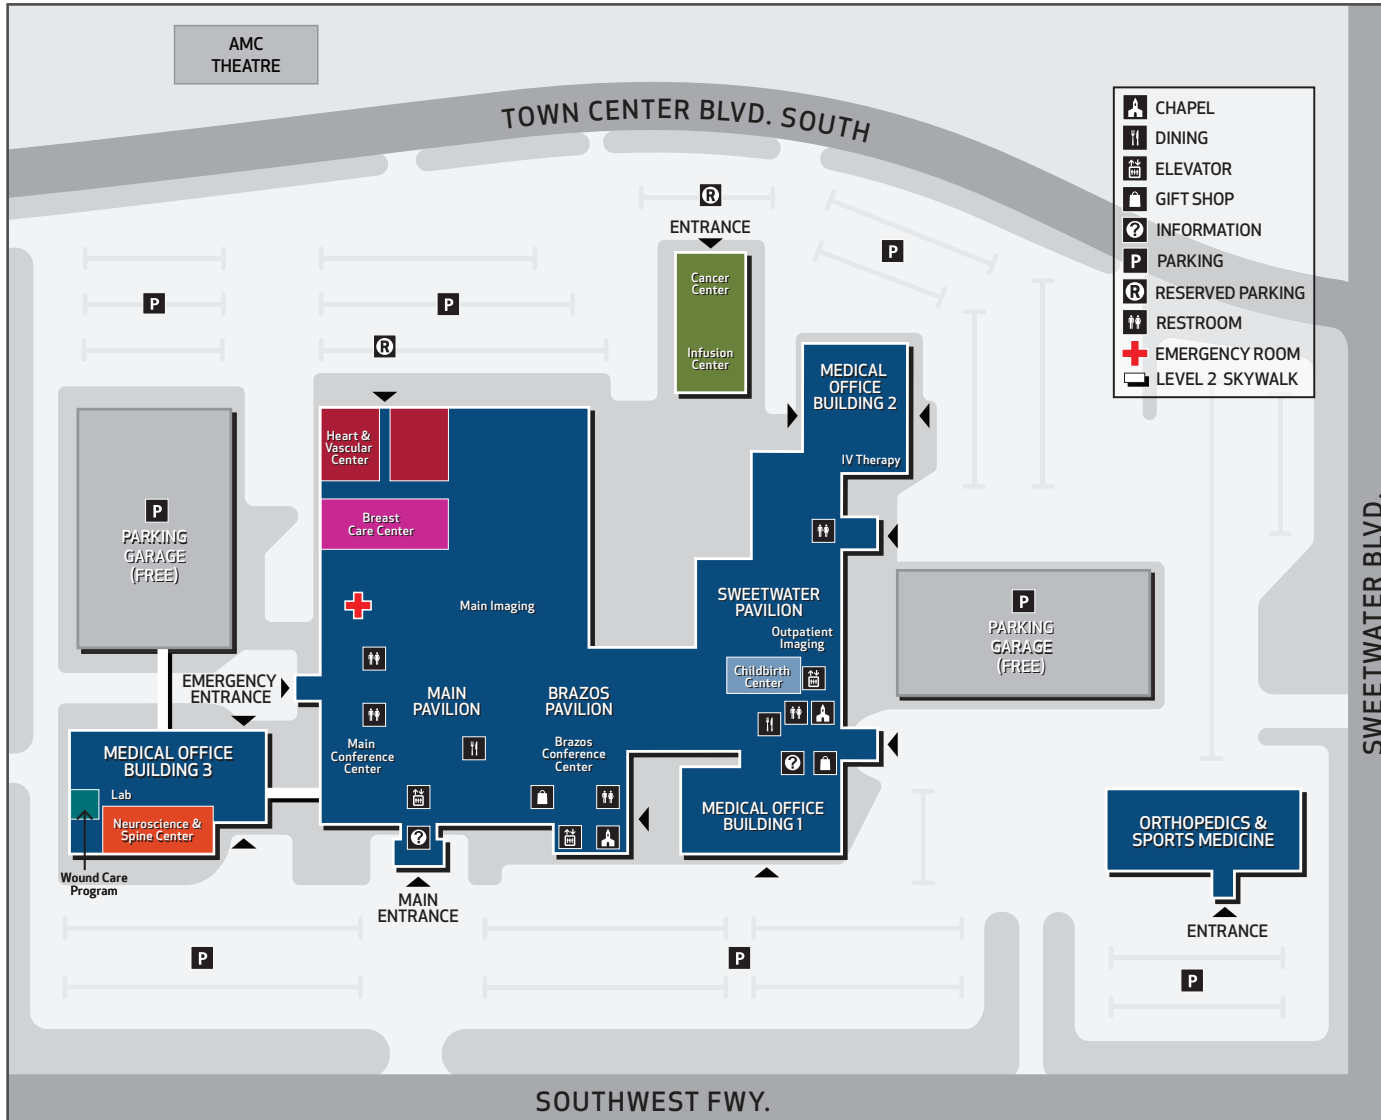 AMC
THEATRE
TOWN CENTER BLVD. SOUTH
CHAPEL
DINING
ELEVATOR
GIFT SHOP
? INFORMATION
P PARKING
R RESERVED PARKING
RESTROOM
EMERGENCY ROOM
LEVEL 2 SKYWALK
R
ENTRANCE
P
Cancer
Center
Infusion
Center
P
P
R
MEDICAL
OFFICE
BUILDING 2
IV Therapy
Heart &
Vascular
Center
Breast
Care Center
P
PARKING
GARAGE
(FREE)
Main Imaging
SWEETWATER
PAVILION
Outpatient
Imaging
Childbirth
Center
P
PARKING
GARAGE
(FREE)
SWEETWATER BLVD.
EMERGENCY
ENTRANCE
MAIN
PAVILION
BRAZOS
PAVILION
MEDICAL OFFICE
BUILDING 3
Main
Conference
Center
Brazos
Conference
Center
?
Lab
Neuroscience &
Spine Center
Wound Care
Program
?
MEDICAL OFFICE
BUILDING 1
ORTHOPEDICS &
SPORTS MEDICINE
MAIN
ENTRANCE
ENTRANCE
P
P
P
SOUTHWEST FWY.